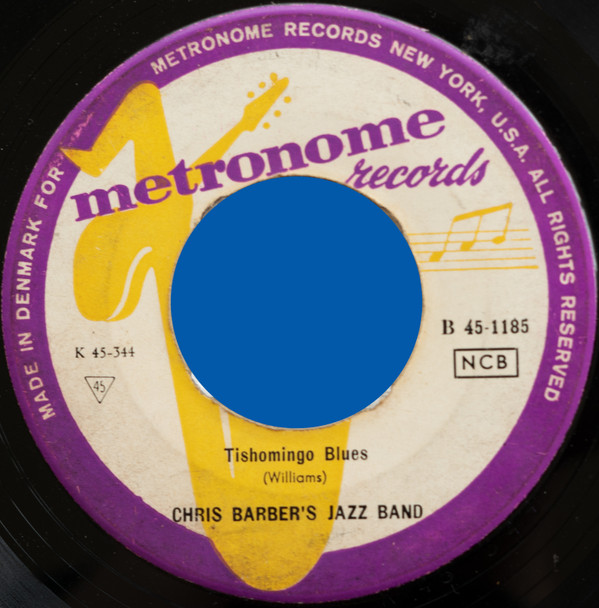 MADE IN DENMARK FOR METRONOME RECORDS NEW YORK, U.S.A. ALL RIGHTS RESERVED
metronome
records
B 45-1185
K 45-344
NCB
45
Tishomingo Blues
(Williams)
CHRIS BARBER'S JAZZ BAND